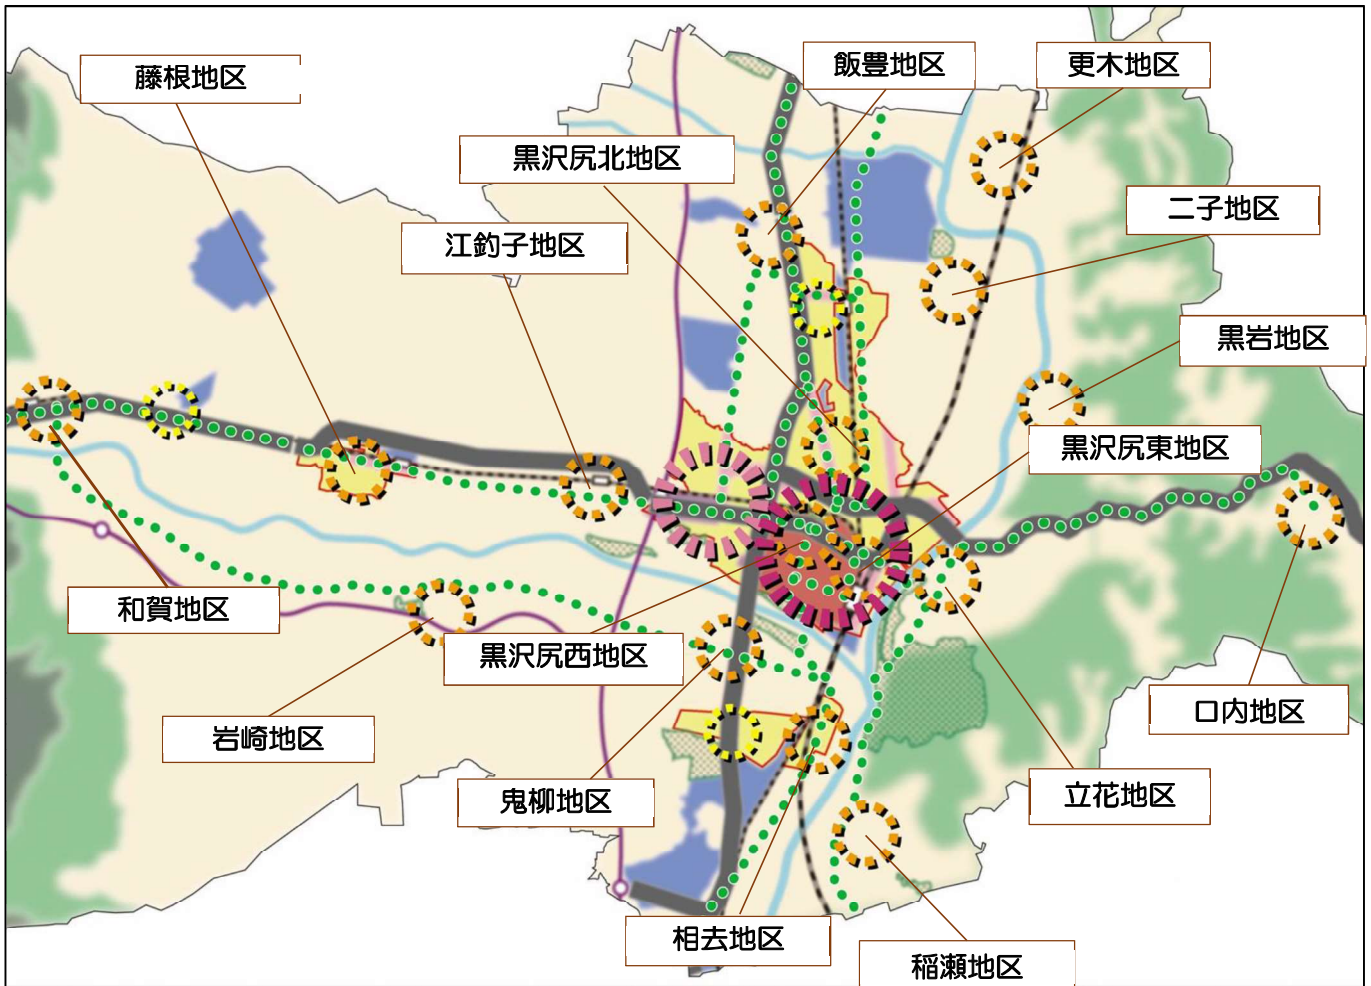 飯豊地区
更木地区
藤根地区
黒沢尻北地区
二子地区
江釣子地区
黒岩地区
黒沢尻東地区
和賀地区
黒沢尻西地区
口内地区
岩崎地区
鬼柳地区
立花地区
相去地区
稲瀬地区